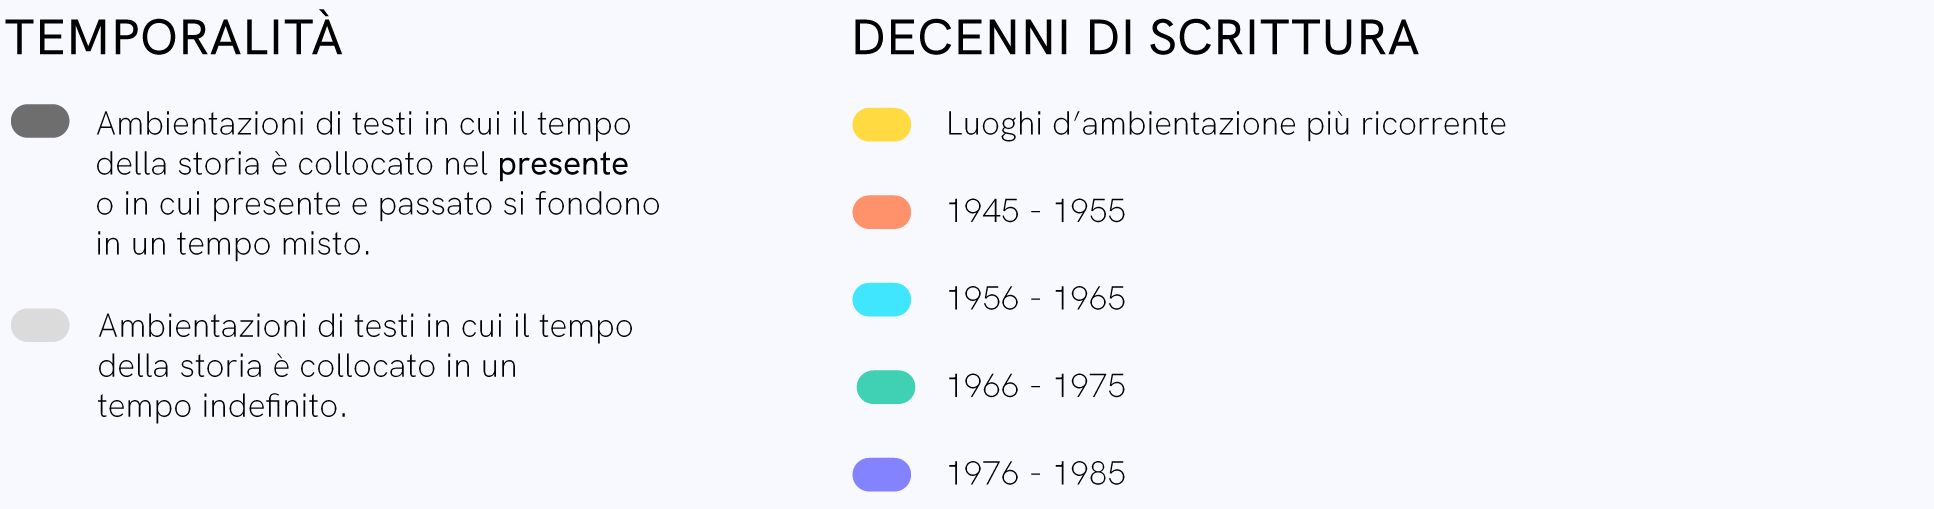 TEMPORALITÀ
Ambientazioni di testi in cui il tempo
della storia è collocato nel presente
o in cui presente e passato si fondono
in un tempo misto.
Ambientazioni di testi in cui il tempo
della storia è collocato in un
tempo indefinito.
DECENNI DI SCRITTURA
Luoghi d’ambientazione più ricorrente
1945 - 1955
1956 - 1965
1966 - 1975
1976 - 1985